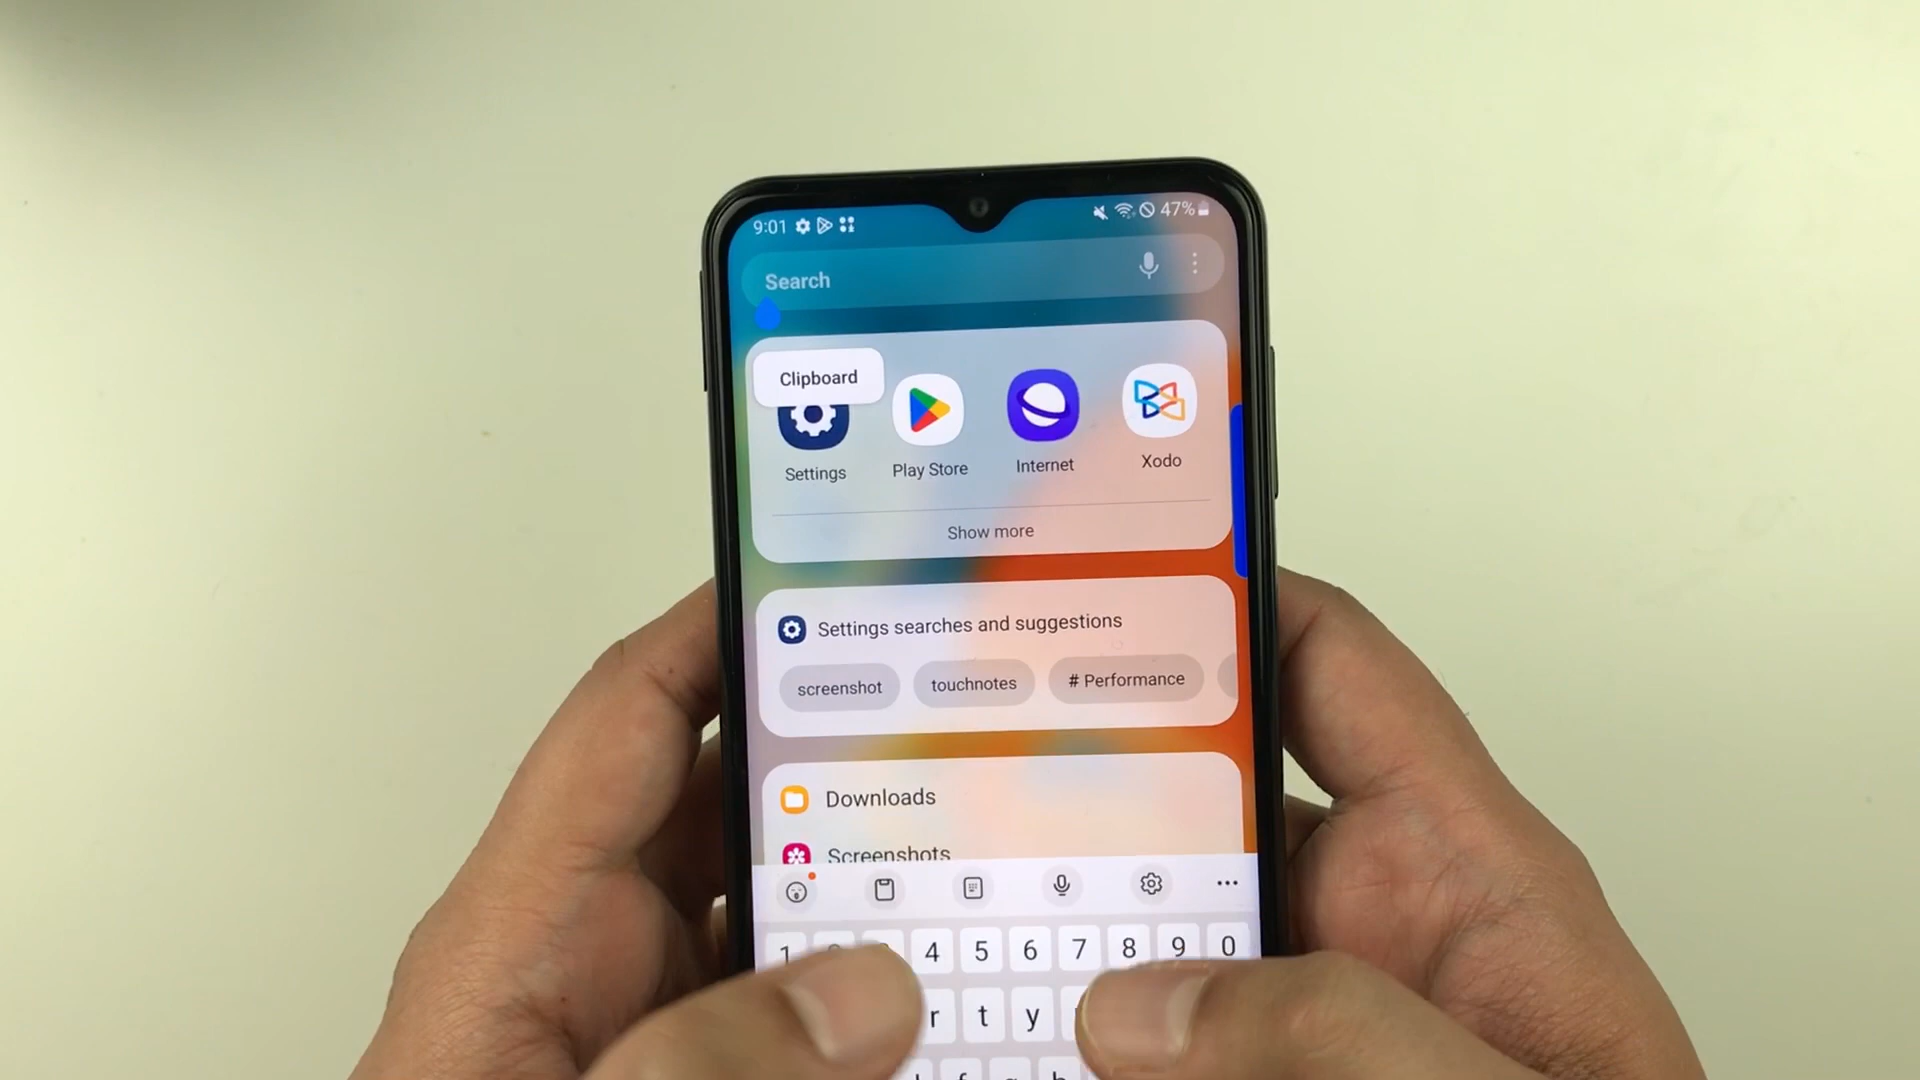 9:01 47%
Search
Clipboard
Settings Play Store Internet Xodo
Show more
Settings searches and suggestions
screenshot touchnotes # Performance
Downloads
Screenshots
1 4 5 6 7 8 9 0
r t y
f g h